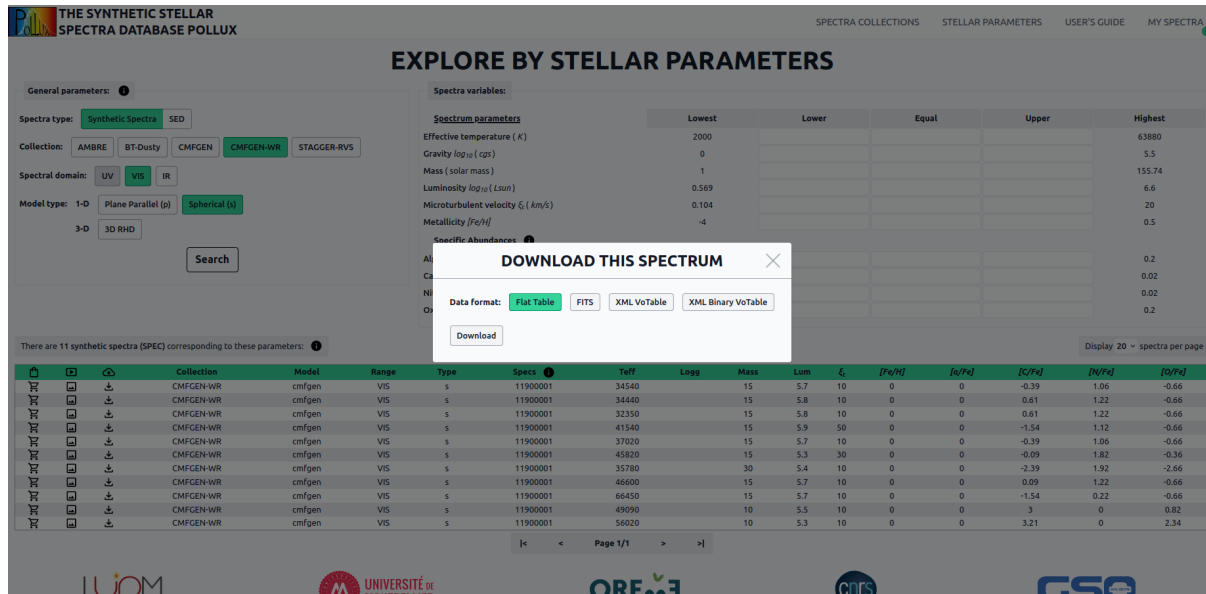 Pollux THE SYNTHETIC STELLAR
SPECTRA DATABASE POLLUX
SPECTRA COLLECTIONS STELLAR PARAMETERS USER'S GUIDE MY SPECTRA
EXPLORE BY STELLAR PARAMETERS
General parameters:
Spectra type: Synthetic Spectra SED
Collection: AMBRE BT-Dusty CMFGEN CMFGEN-WR STAGGER-RVS
Spectral domain: UV VIS IR
Model type: 1-D Plane Parallel (p) Spherical (s)
3-D 3D RHD
Search
Spectra variables:
Spectrum parameters Lowest Lower Equal Upper Highest
Effective temperature ( K ) 2000 63880
Gravity log10 ( cgs ) 0 5.5
Mass ( solar mass ) 1 155.74
Luminosity log10 ( Lsun ) 0.569 6.6
Microturbulent velocity ξt ( km/s ) 0.104 20
Metallicity [Fe/H] -4 0.5
Specific Abundances
0.2
Ca 0.02
Ni 0.02
0.2
DOWNLOAD THIS SPECTRUM
Data format: Flat Table FITS XML VoTable XML Binary VoTable
Download
There are 11 synthetic spectra (SPEC) corresponding to these parameters:
Display 20 spectra per page
Collection Model Range Type Specs Teff Logg Mass Lum ξt [Fe/H] [α/Fe] [C/Fe] [N/Fe] [O/Fe]
CMFGEN-WR cmfgen VIS s 11900001 34540 15 5.7 10 0 0 -0.39 1.06 -0.66
CMFGEN-WR cmfgen VIS s 11900001 34440 15 5.8 10 0 0 0.61 1.22 -0.66
CMFGEN-WR cmfgen VIS s 11900001 32350 15 5.8 10 0 0 0.61 1.22 -0.66
CMFGEN-WR cmfgen VIS s 11900001 41540 15 5.9 50 0 0 -1.54 1.12 -0.66
CMFGEN-WR cmfgen VIS s 11900001 37020 15 5.7 10 0 0 -0.39 1.06 -0.66
CMFGEN-WR cmfgen VIS s 11900001 45820 15 5.3 30 0 0 -0.09 1.82 -0.36
CMFGEN-WR cmfgen VIS s 11900001 35780 30 5.4 10 0 0 -2.39 1.92 -2.66
CMFGEN-WR cmfgen VIS s 11900001 46600 15 5.7 10 0 0 0.09 1.22 -0.66
CMFGEN-WR cmfgen VIS s 11900001 66450 15 5.7 10 0 0 -1.54 0.22 -0.66
CMFGEN-WR cmfgen VIS s 11900001 49090 10 5.5 10 0 0 3 0 0.82
CMFGEN-WR cmfgen VIS s 11900001 56020 10 5.3 10 0 0 3.21 0 2.34
|< < Page 1/1 > >|
UNIVERSITÉ DE
cnrs